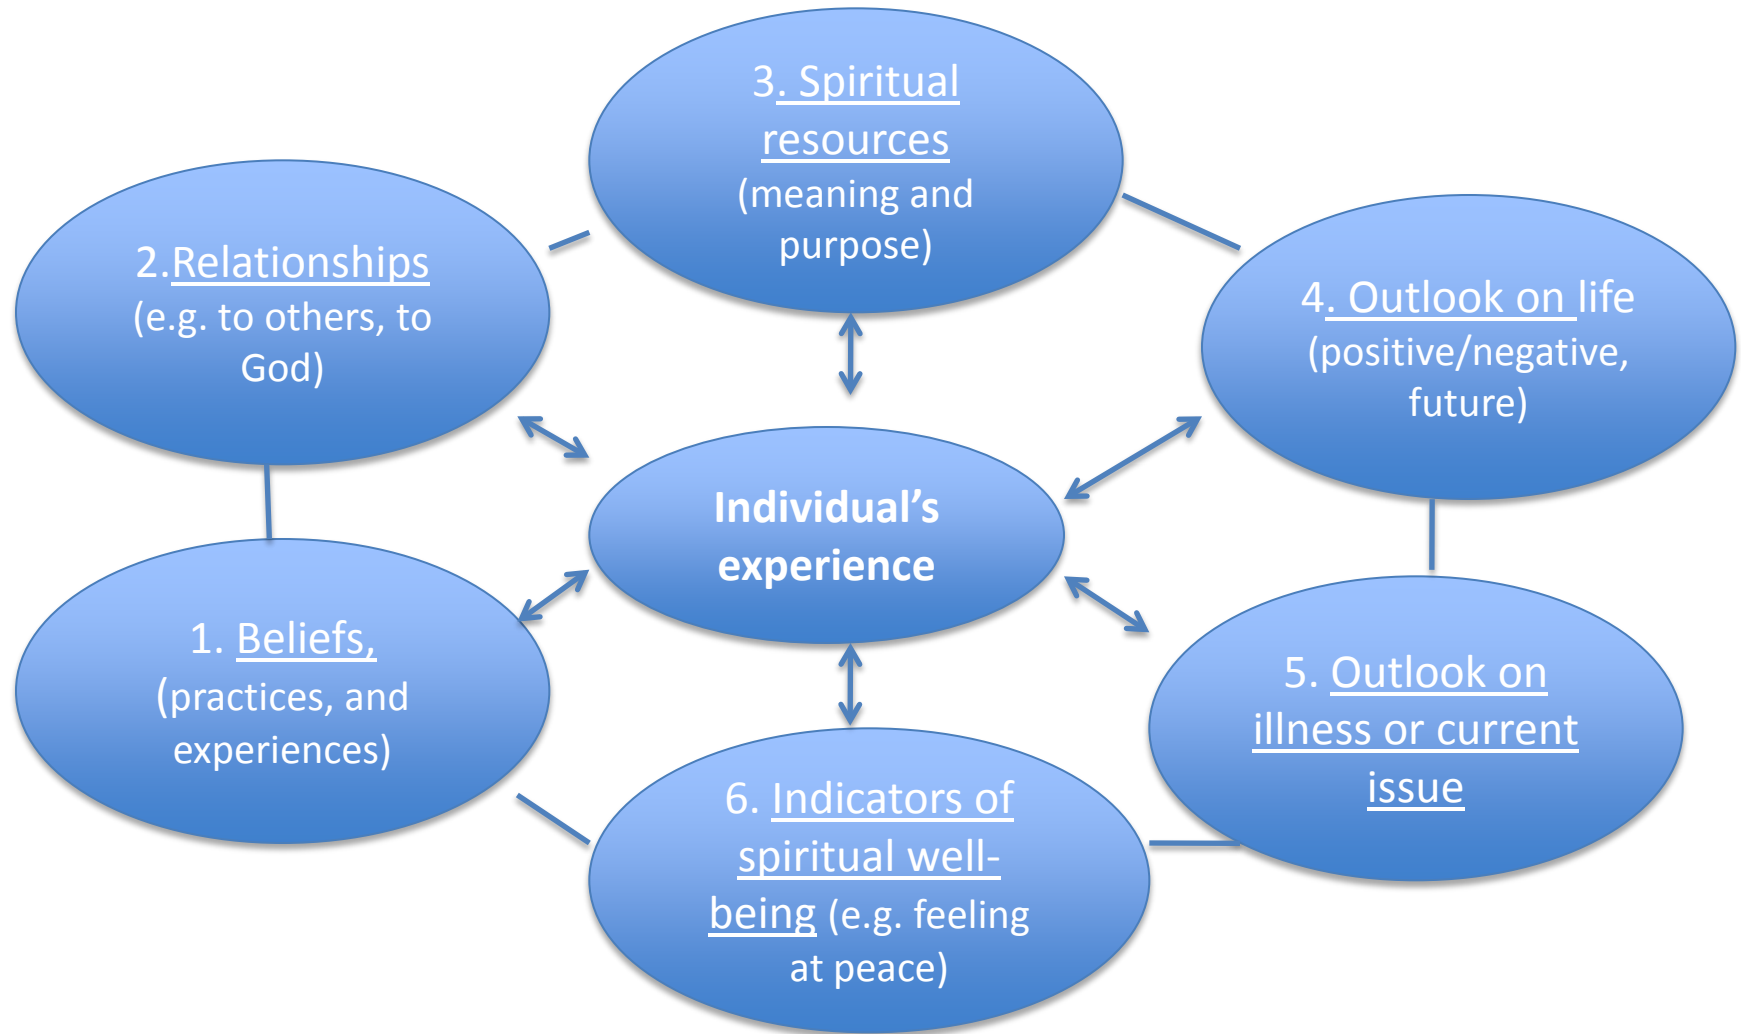 3. Spiritual
resources
(meaning and
purpose)
2.Relationships
(e.g. to others, to
God)
4. Outlook on life
(positive/negative,
future)
Individual’s
experience
1. Beliefs,
(practices, and
experiences)
5. Outlook on
illness or current
issue
6. Indicators of
spiritual well-
being (e.g. feeling
at peace)